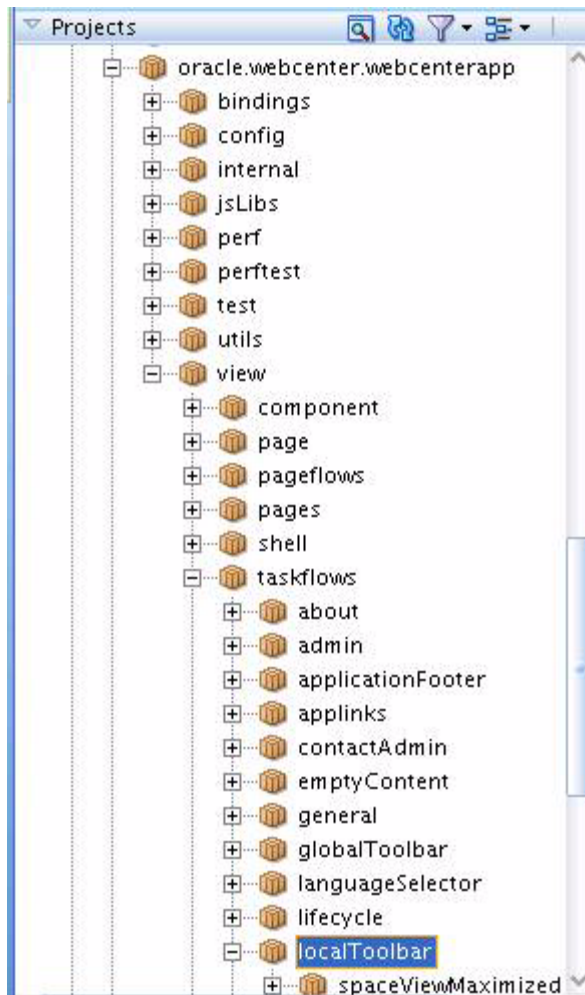 Projects
oracle.webcenter.webcenterapp
bindings
config
internal
jsLibs
perf
perftest
test
utils
view
component
page
pageflows
pages
shell
taskflows
about
admin
applicationFooter
applinks
contactAdmin
emptyContent
general
globalToolbar
languageSelector
lifecycle
localToolbar
spaceViewMaximized